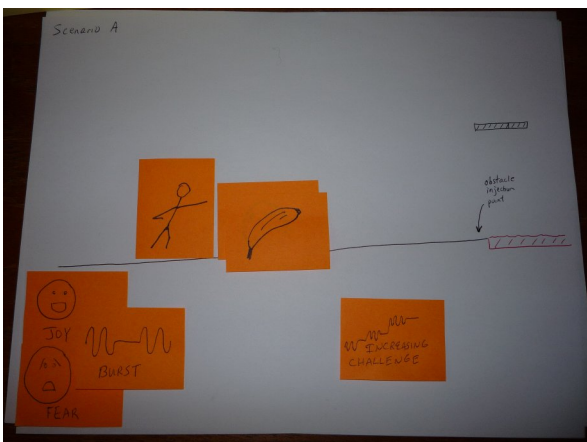 Scenario A
obstacle
injection
point
JOY
BURST
FEAR
INCREASING
CHALLENGE